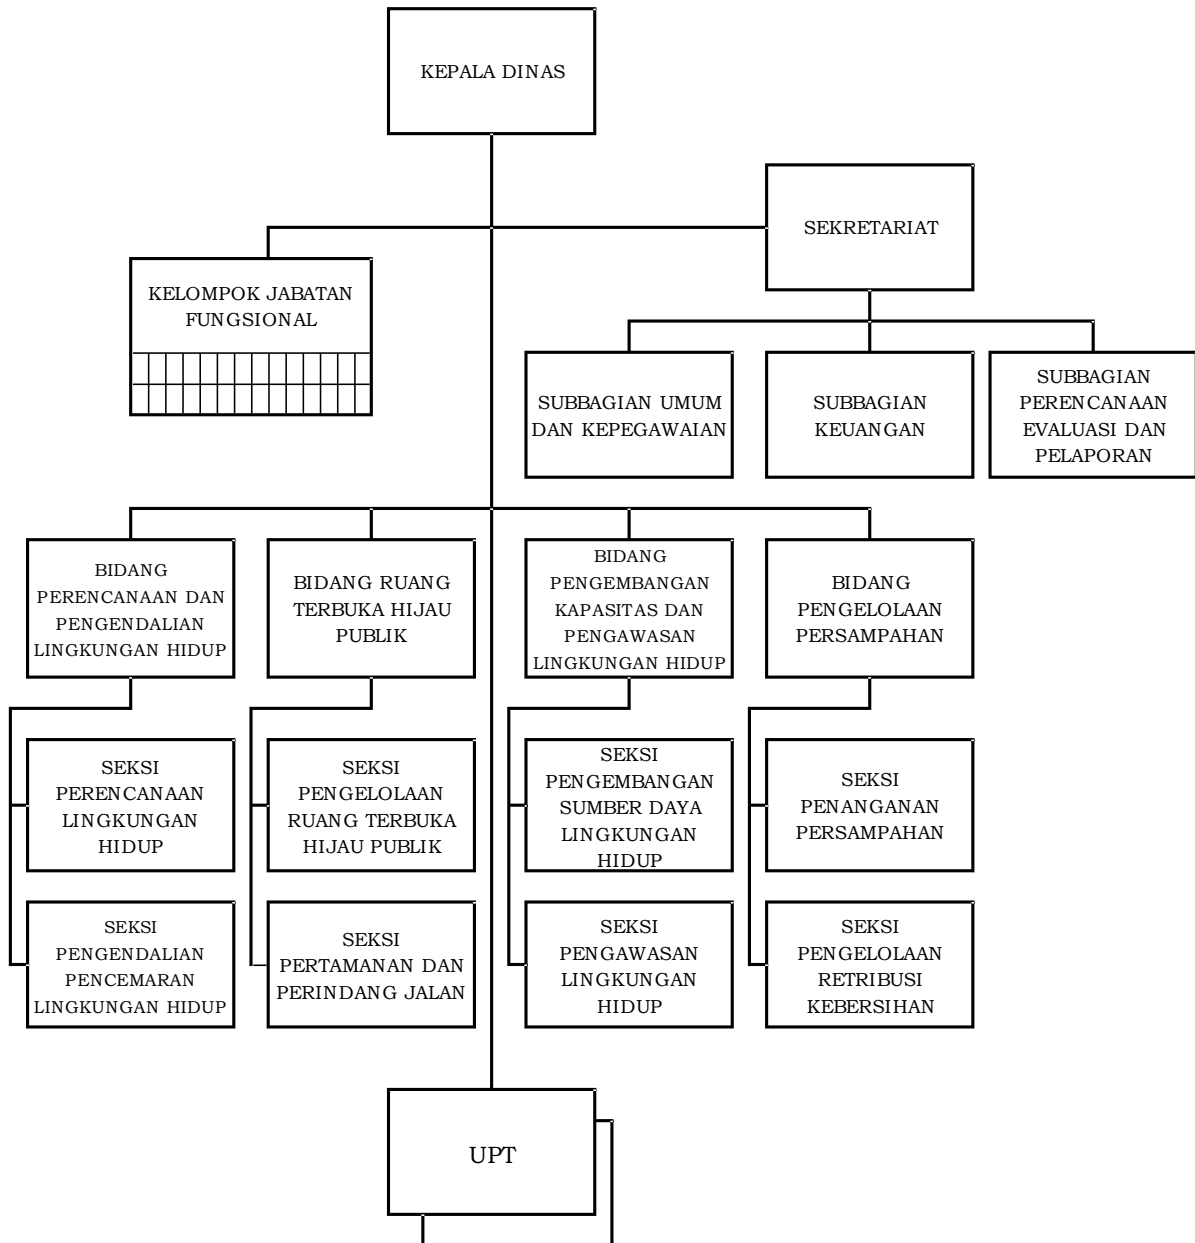 KEPALA DINAS
SEKRETARIAT
KELOMPOK JABATAN
FUNGSIONAL
SUBBAGIAN UMUM
DAN KEPEGAWAIAN
SUBBAGIAN
KEUANGAN
SUBBAGIAN
PERENCANAAN
EVALUASI DAN
PELAPORAN
BIDANG
PERENCANAAN DAN
PENGENDALIAN
LINGKUNGAN HIDUP
BIDANG RUANG
TERBUKA HIJAU
PUBLIK
BIDANG
PENGEMBANGAN
KAPASITAS DAN
PENGAWASAN
LINGKUNGAN HIDUP
BIDANG
PENGELOLAAN
PERSAMPAHAN
SEKSI
PERENCANAAN
LINGKUNGAN
HIDUP
SEKSI
PENGELOLAAN
RUANG TERBUKA
HIJAU PUBLIK
SEKSI
PENGEMBANGAN
SUMBER DAYA
LINGKUNGAN
HIDUP
SEKSI
PENANGANAN
PERSAMPAHAN
SEKSI
PENGENDALIAN
PENCEMARAN
LINGKUNGAN HIDUP
SEKSI
PERTAMANAN DAN
PERINDANG JALAN
SEKSI
PENGAWASAN
LINGKUNGAN
HIDUP
SEKSI
PENGELOLAAN
RETRIBUSI
KEBERSIHAN
UPT